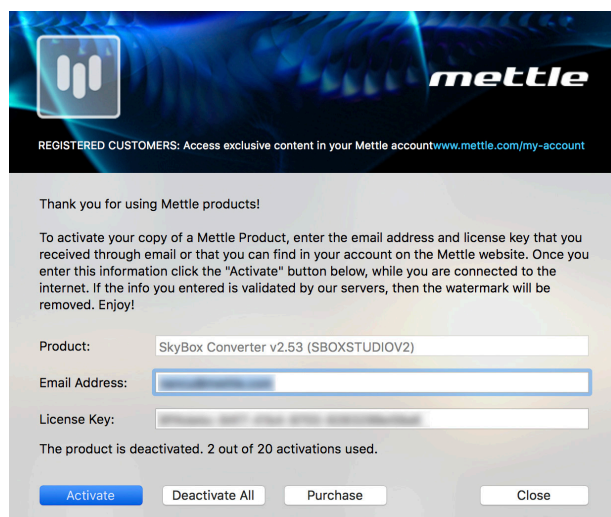 mettle
REGISTERED CUSTOMERS: Access exclusive content in your Mettle accountwww.mettle.com/my-account
Thank you for using Mettle products!
To activate your copy of a Mettle Product, enter the email address and license key that you
received through email or that you can find in your account on the Mettle website. Once you
enter this information click the "Activate" button below, while you are connected to the
internet. If the info you entered is validated by our servers, then the watermark will be
removed. Enjoy!
Product: SkyBox Converter v2.53 (SBOXSTUDIOV2)
Email Address:
License Key:
The product is deactivated. 2 out of 20 activations used.
Activate Deactivate All Purchase Close